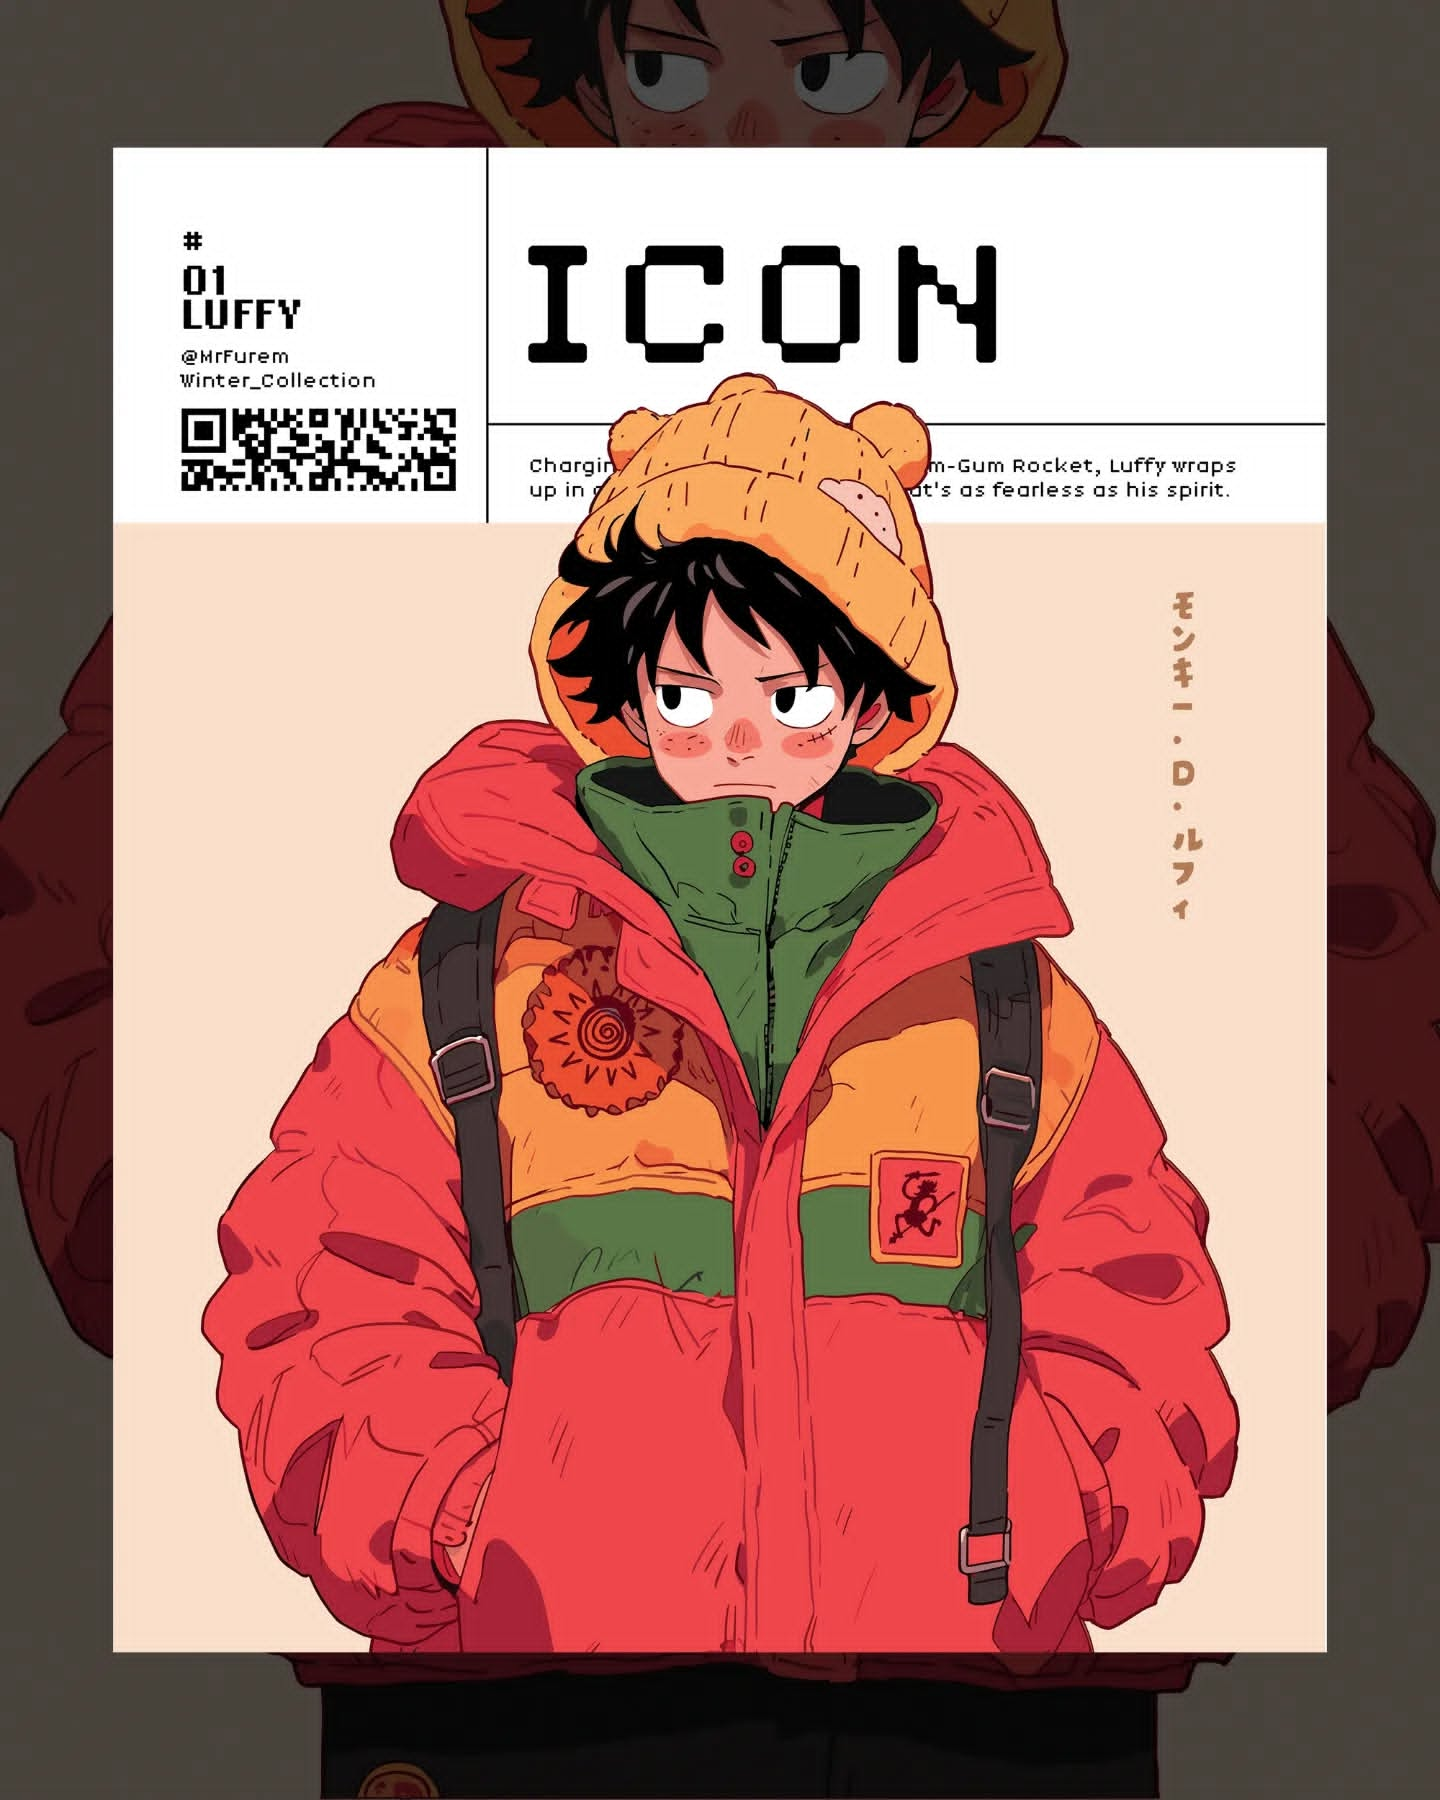 #
01
LUFFY
@MrFurem
Winter_Collection
ICON
m-Gum Rocket, Luffy wraps
up in as fearless as his spirit.
モンキー・D・ルフィ